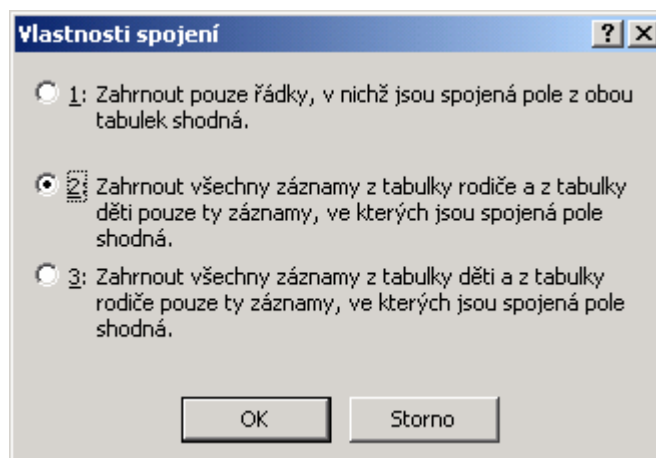 Vlastnosti spojení
1: Zahrnout pouze řádky, v nichž jsou spojená pole z obou
tabulek shodná.
2: Zahrnout všechny záznamy z tabulky rodiče a z tabulky
děti pouze ty záznamy, ve kterých jsou spojená pole
shodná.
3: Zahrnout všechny záznamy z tabulky děti a z tabulky
rodiče pouze ty záznamy, ve kterých jsou spojená pole
shodná.
OK
Storno